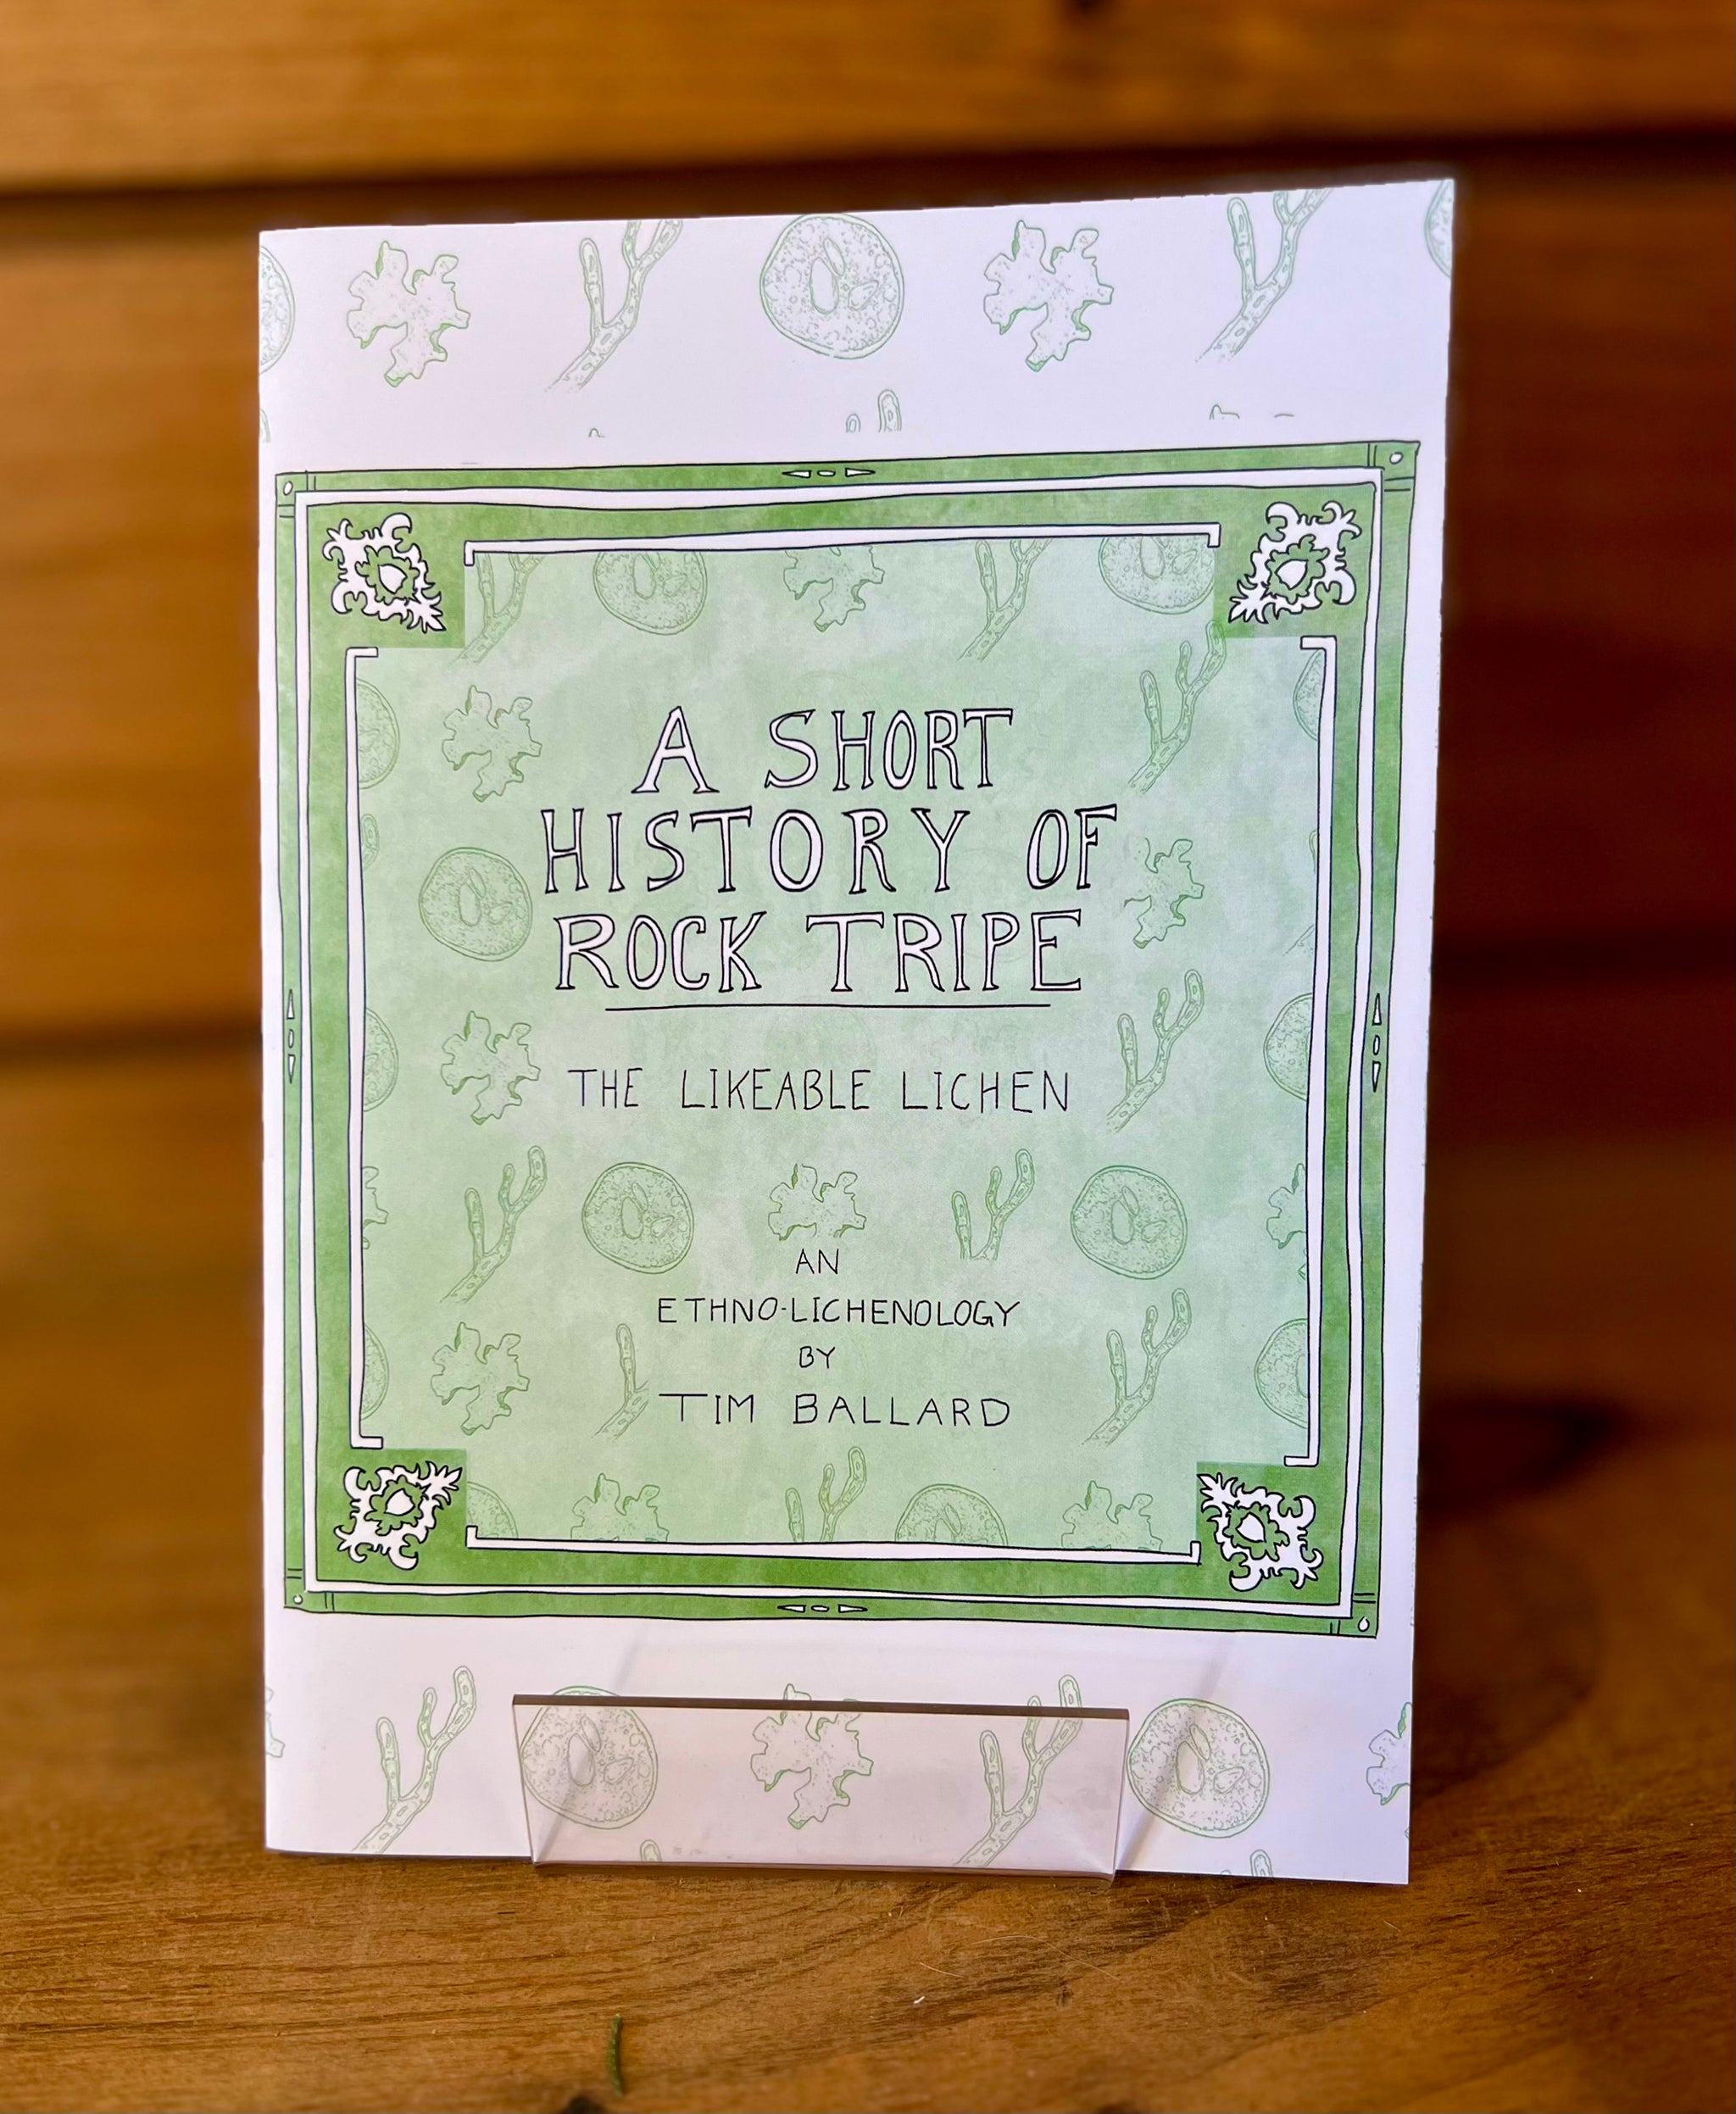 A SHORT
HISTORY OF
ROCK TRIPE
THE LIKEABLE LICHEN
AN
ETHNO-LICHENOLOGY
BY
TIM BALLARD